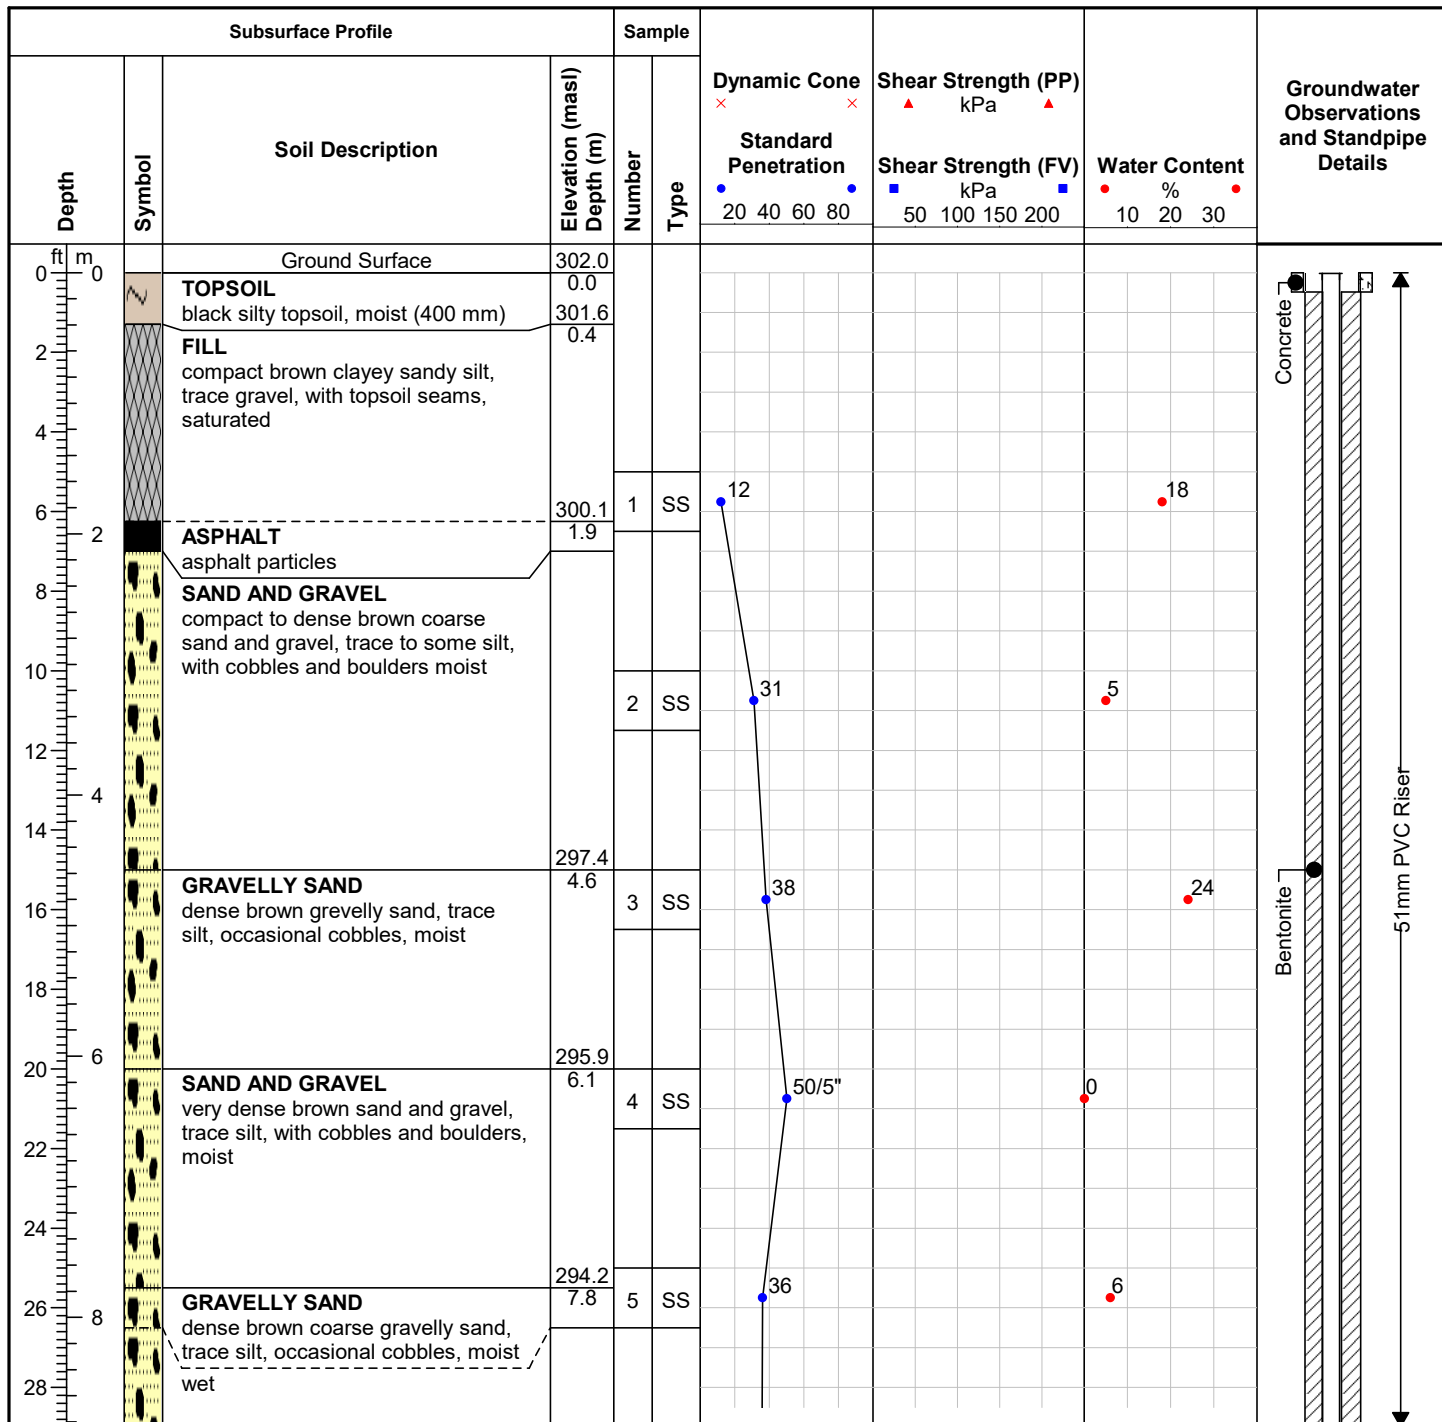 Subsurface Profile
Sample
Depth
Symbol
Soil Description
Elevation (masl)
Depth (m)
Number
Type
Dynamic Cone
Standard
Penetration
20 40 60 80
Shear Strength (PP)
kPa
Shear Strength (FV)
kPa
50 100 150 200
Water Content
%
10 20 30
Groundwater
Observations
and Standpipe
Details
ft m
Ground Surface
302.0
0 0
0.0
TOPSOIL
black silty topsoil, moist (400 mm)
301.6
0.4
FILL
compact brown clayey sandy silt,
trace gravel, with topsoil seams,
saturated
2
4
6
1 SS
12
18
300.1
1.9
2
ASPHALT
asphalt particles
8
SAND AND GRAVEL
compact to dense brown coarse
sand and gravel, trace to some silt,
with cobbles and boulders moist
10
2 SS
31
5
12
4
14
297.4
4.6
GRAVELLY SAND
dense brown grevelly sand, trace
silt, occasional cobbles, moist
16
3 SS
38
24
18
6
20
295.9
6.1
SAND AND GRAVEL
very dense brown sand and gravel,
trace silt, with cobbles and boulders,
moist
4 SS
50/5"
0
22
24
294.2
7.8
GRAVELLY SAND
dense brown coarse gravelly sand,
trace silt, occasional cobbles, moist
26
8
5 SS
36
6
wet
28
Concrete
Bentonite
51mm PVC Riser